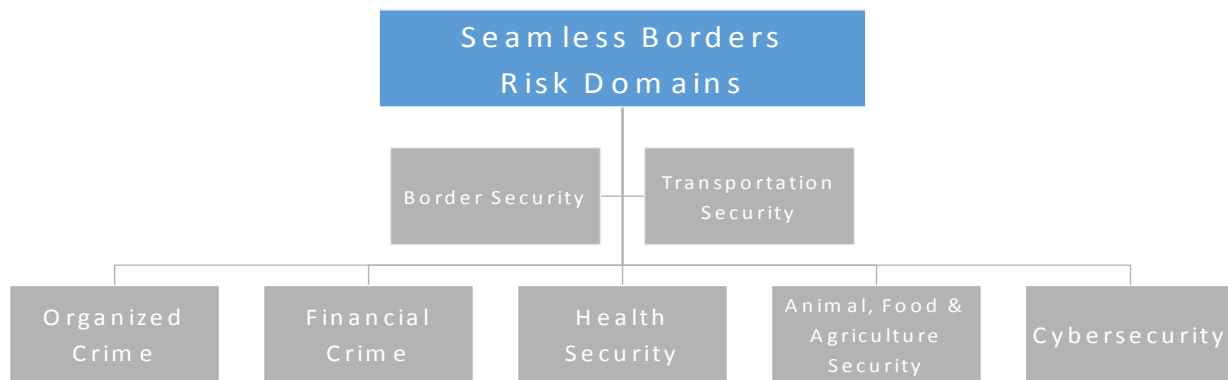 Seamless Borders
Risk Domains
Border Security
Transportation
Security
Organized
Crime
Financial
Crime
Health
Security
Animal, Food &
Agriculture
Security
Cybersecurity